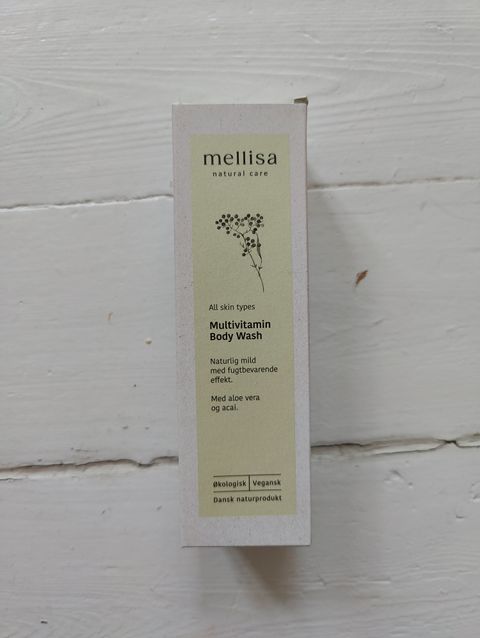 mellisa
natural care
All skin types
Multivitamin
Body Wash
Naturlig mild
med fugtbevarende
effekt.
Med aloe vera
og acai.
Økologisk | Vegansk
Dansk naturprodukt